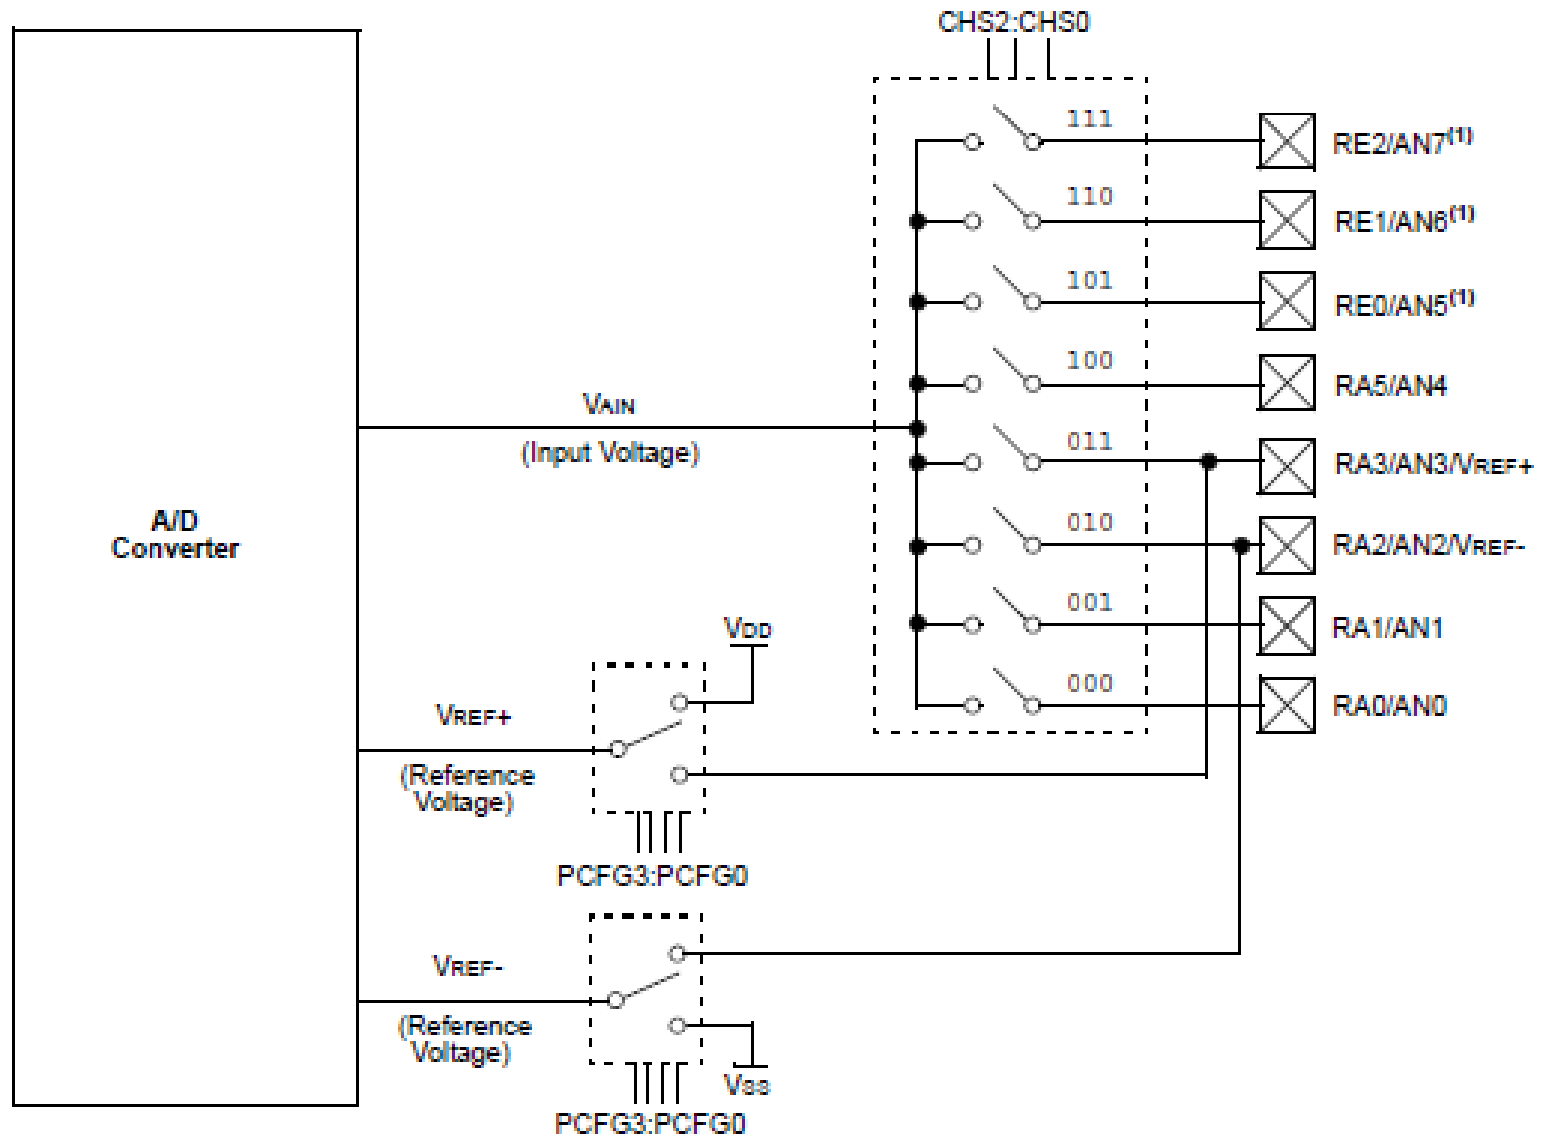 CHS2:CHS0
111
RE2/AN7(1)
110
RE1/AN6(1)
101
RE0/AN5(1)
100
RA5/AN4
VAIN
(Input Voltage)
011
RA3/AN3/VREF+
A/D
Converter
010
RA2/AN2/VREF-
001
RA1/AN1
VDD
000
RA0/AN0
VREF+
(Reference
Voltage)
PCFG3:PCFG0
VREF-
(Reference
Voltage)
VSS
PCFG3:PCFG0